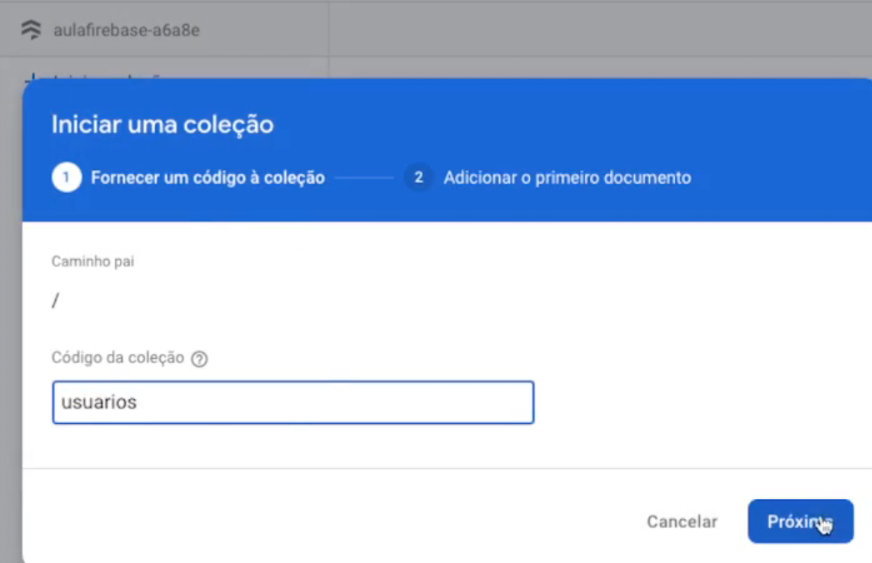 aulafirebase-a6a8e
Iniciar uma coleção
1 Fornecer um código à coleção 2 Adicionar o primeiro documento
Caminho pai
/
Código da coleção
usuarios
Cancelar